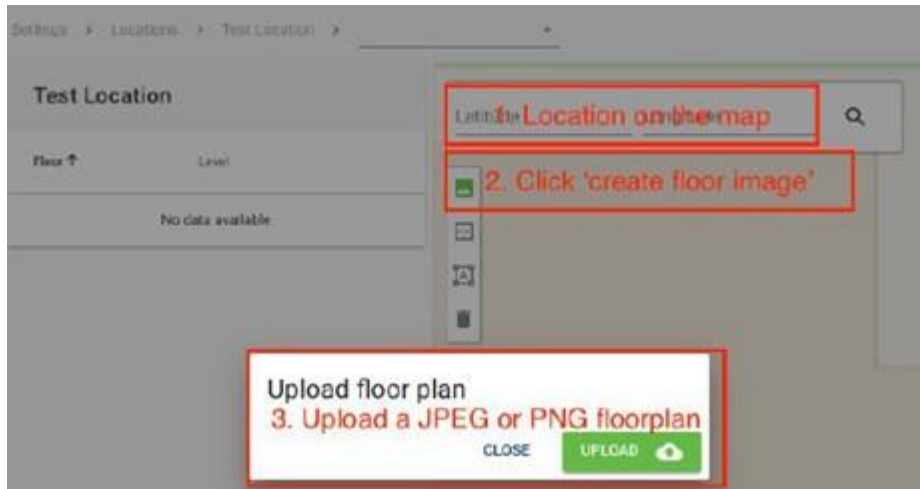 Settings > Locations > Test Location >
Test Location
Latitude
1. Location on the map
Floor ↑ Level
2. Click 'create floor image'
No data available
Upload floor plan
3. Upload a JPEG or PNG floorplan
CLOSE UPLOAD